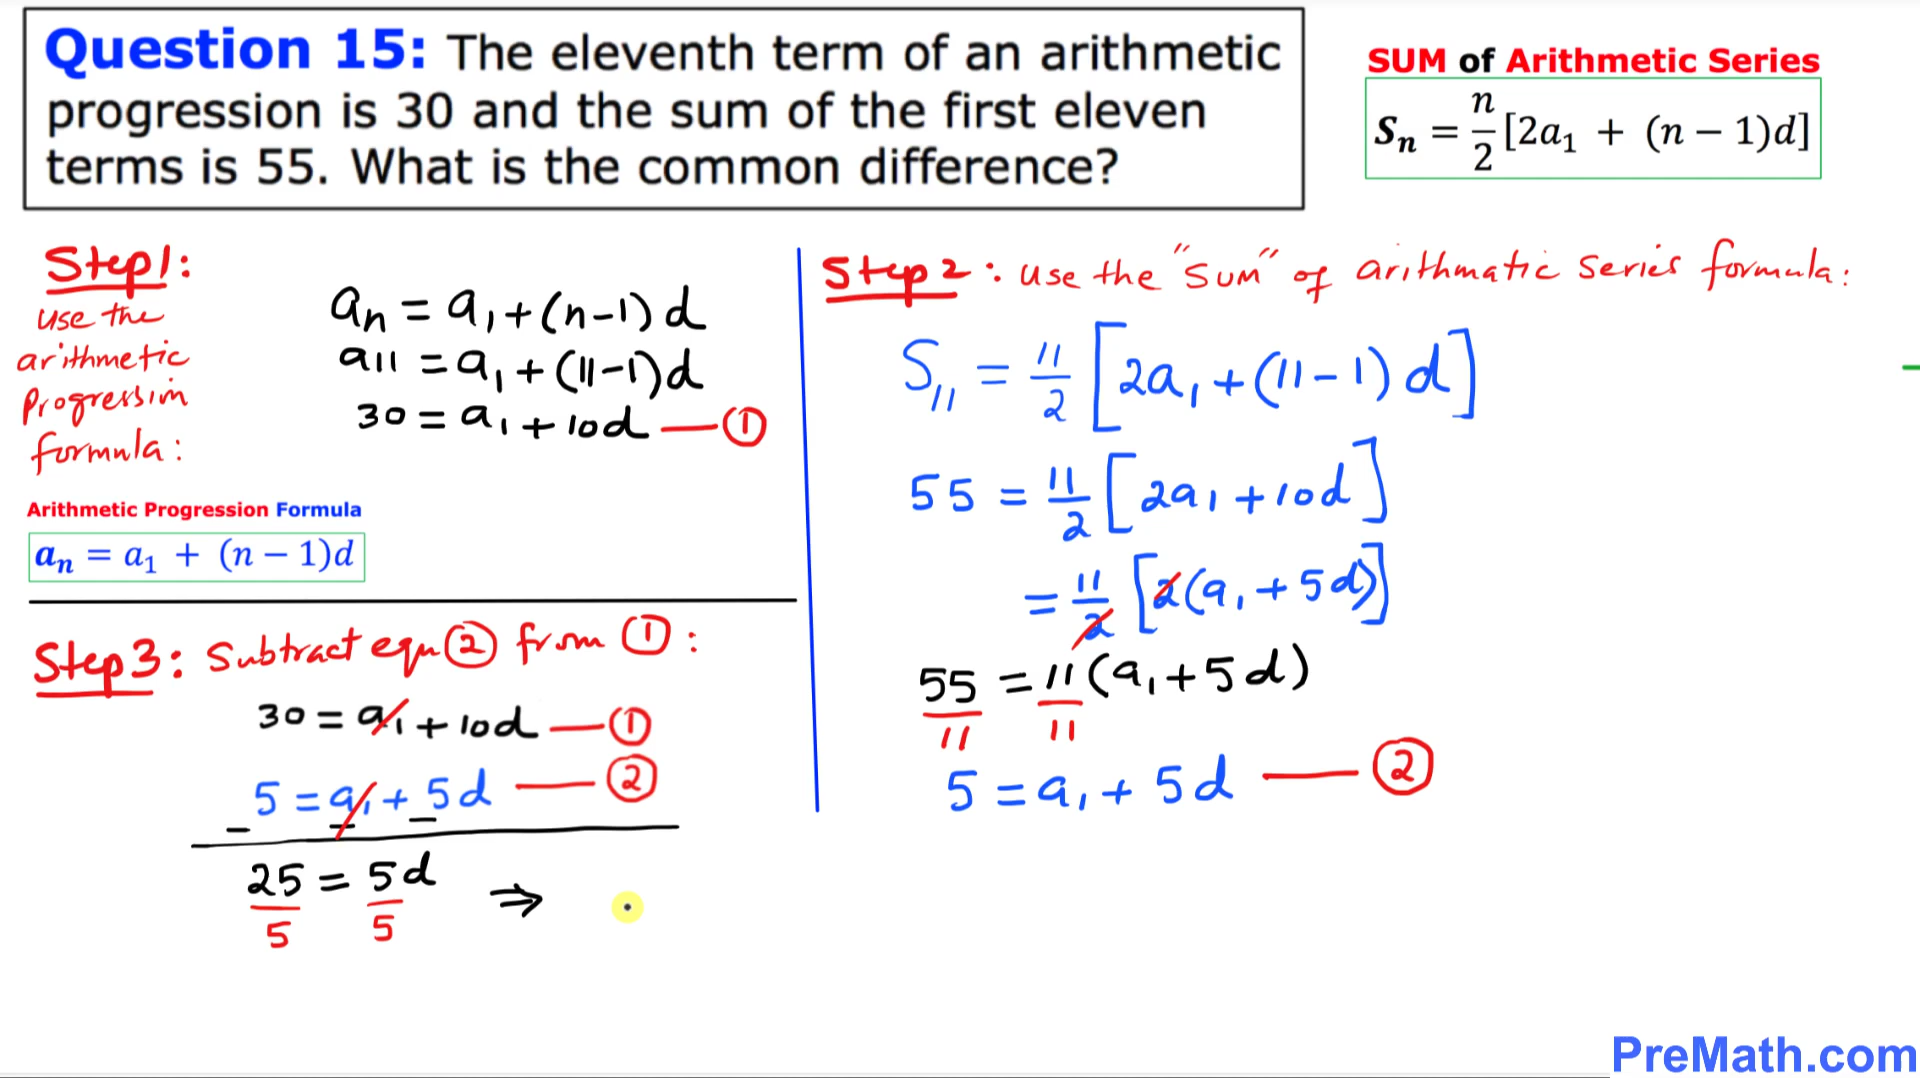 Question 15: The eleventh term of an arithmetic
progression is 30 and the sum of the first eleven
terms is 55. What is the common difference?
SUM of Arithmetic Series
Sₙ = n/2 [2a₁ + (n − 1)d]
Step1:
use the
arithmetic
Progression
formula:
aₙ = a₁ + (n-1) d
a11 = a₁ + (11-1)d
30 = a₁ + 10d — ①
Arithmetic Progression Formula
aₙ = a₁ + (n − 1)d
Step 2: use the "Sum" of arithmatic series formula:
S₁₁ = 11/2 [2a₁ + (11-1) d]
55 = 11/2 [2a₁ + 10d]
= 11/2 [2(a₁ + 5d)]
55/11 = 11/11 (a₁ + 5d)
5 = a₁ + 5d — ②
Step3: Subtract equ ② from ①:
30 = a₁ + 10d — ①
5 = a₁ + 5d — ②
− − −
25/5 = 5d/5 ⇒
PreMath.com